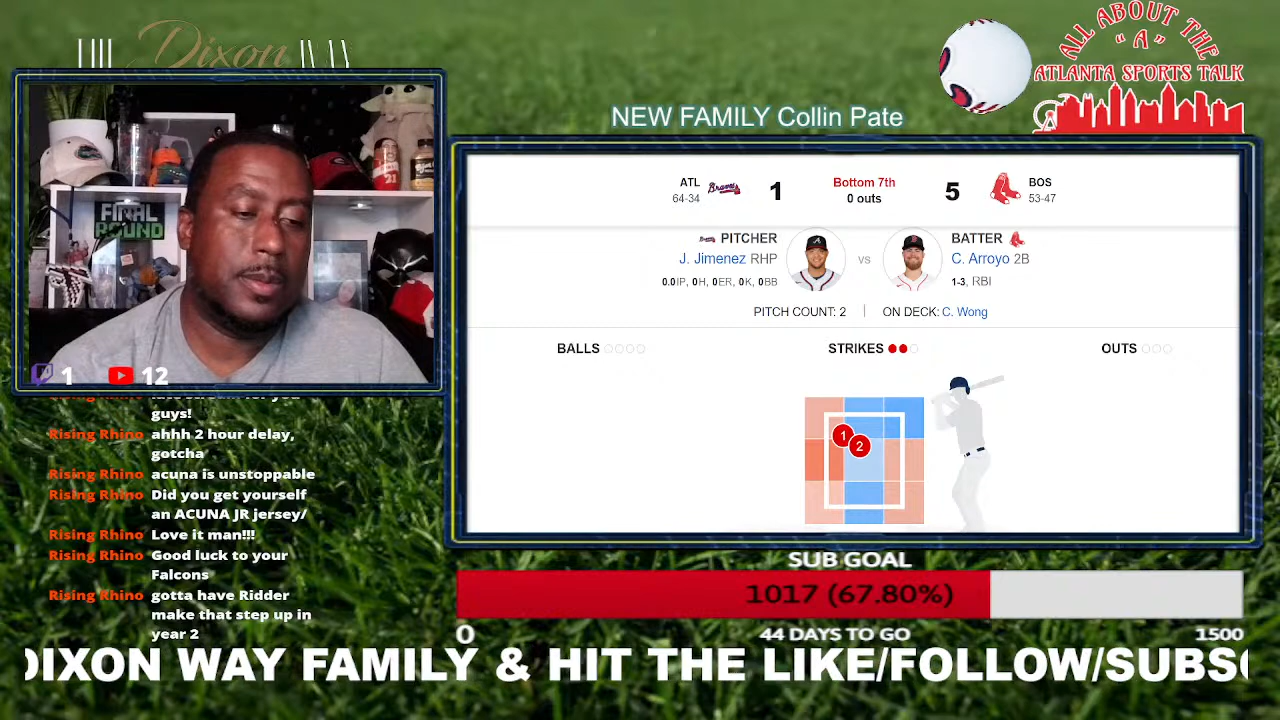 Dixon
ALL ABOUT THE
"A"
ATLANTA SPORTS TALK
NEW FAMILY Collin Pate
FINAL
ROUND
21
1
12
ATL
64-34
Braves
1
Bottom 7th
0 outs
5
BOS
53-47
PITCHER
J. Jimenez RHP
0.0IP, 0H, 0ER, 0K, 0BB
vs
BATTER
C. Arroyo 2B
1-3, RBI
PITCH COUNT: 2
ON DECK: C. Wong
BALLS
STRIKES
OUTS
1
2
guys!
Rising Rhino ahhh 2 hour delay,
gotcha
Rising Rhino acuna is unstoppable
Rising Rhino Did you get yourself
an ACUNA JR jersey/
Rising Rhino Love it man!!!
Rising Rhino Good luck to your
Falcons
Rising Rhino gotta have Ridder
make that step up in
year 2
SUB GOAL
1017 (67.80%)
0
44 DAYS TO GO
1500
DIXON WAY FAMILY & HIT THE LIKE/FOLLOW/SUBSC